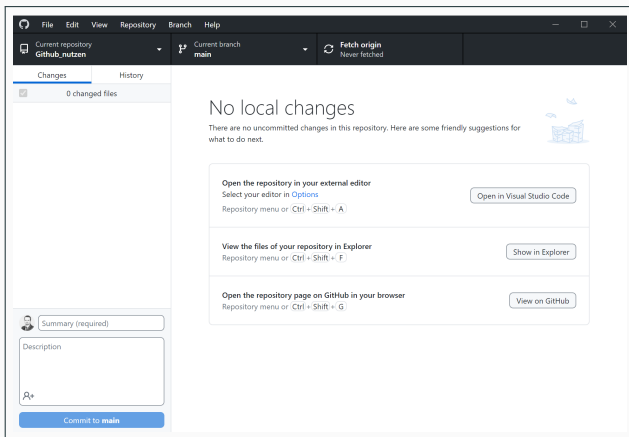 File Edit View Repository Branch Help
Current repository
Github_nutzen
Current branch
main
Fetch origin
Never fetched
Changes History
0 changed files
No local changes
There are no uncommitted changes in this repository. Here are some friendly suggestions for
what to do next.
Open the repository in your external editor
Select your editor in Options
Repository menu or Ctrl + Shift + A
Open in Visual Studio Code
View the files of your repository in Explorer
Repository menu or Ctrl + Shift + F
Show in Explorer
Open the repository page on GitHub in your browser
Repository menu or Ctrl + Shift + G
View on GitHub
Summary (required)
Description
Commit to main